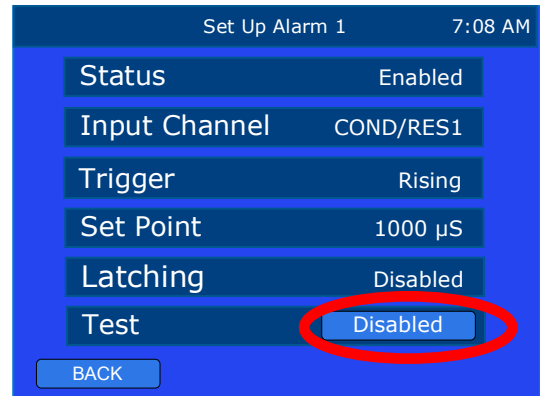 Set Up Alarm 1 7:08 AM
Status Enabled
Input Channel COND/RES1
Trigger Rising
Set Point 1000 µS
Latching Disabled
Test Disabled
BACK